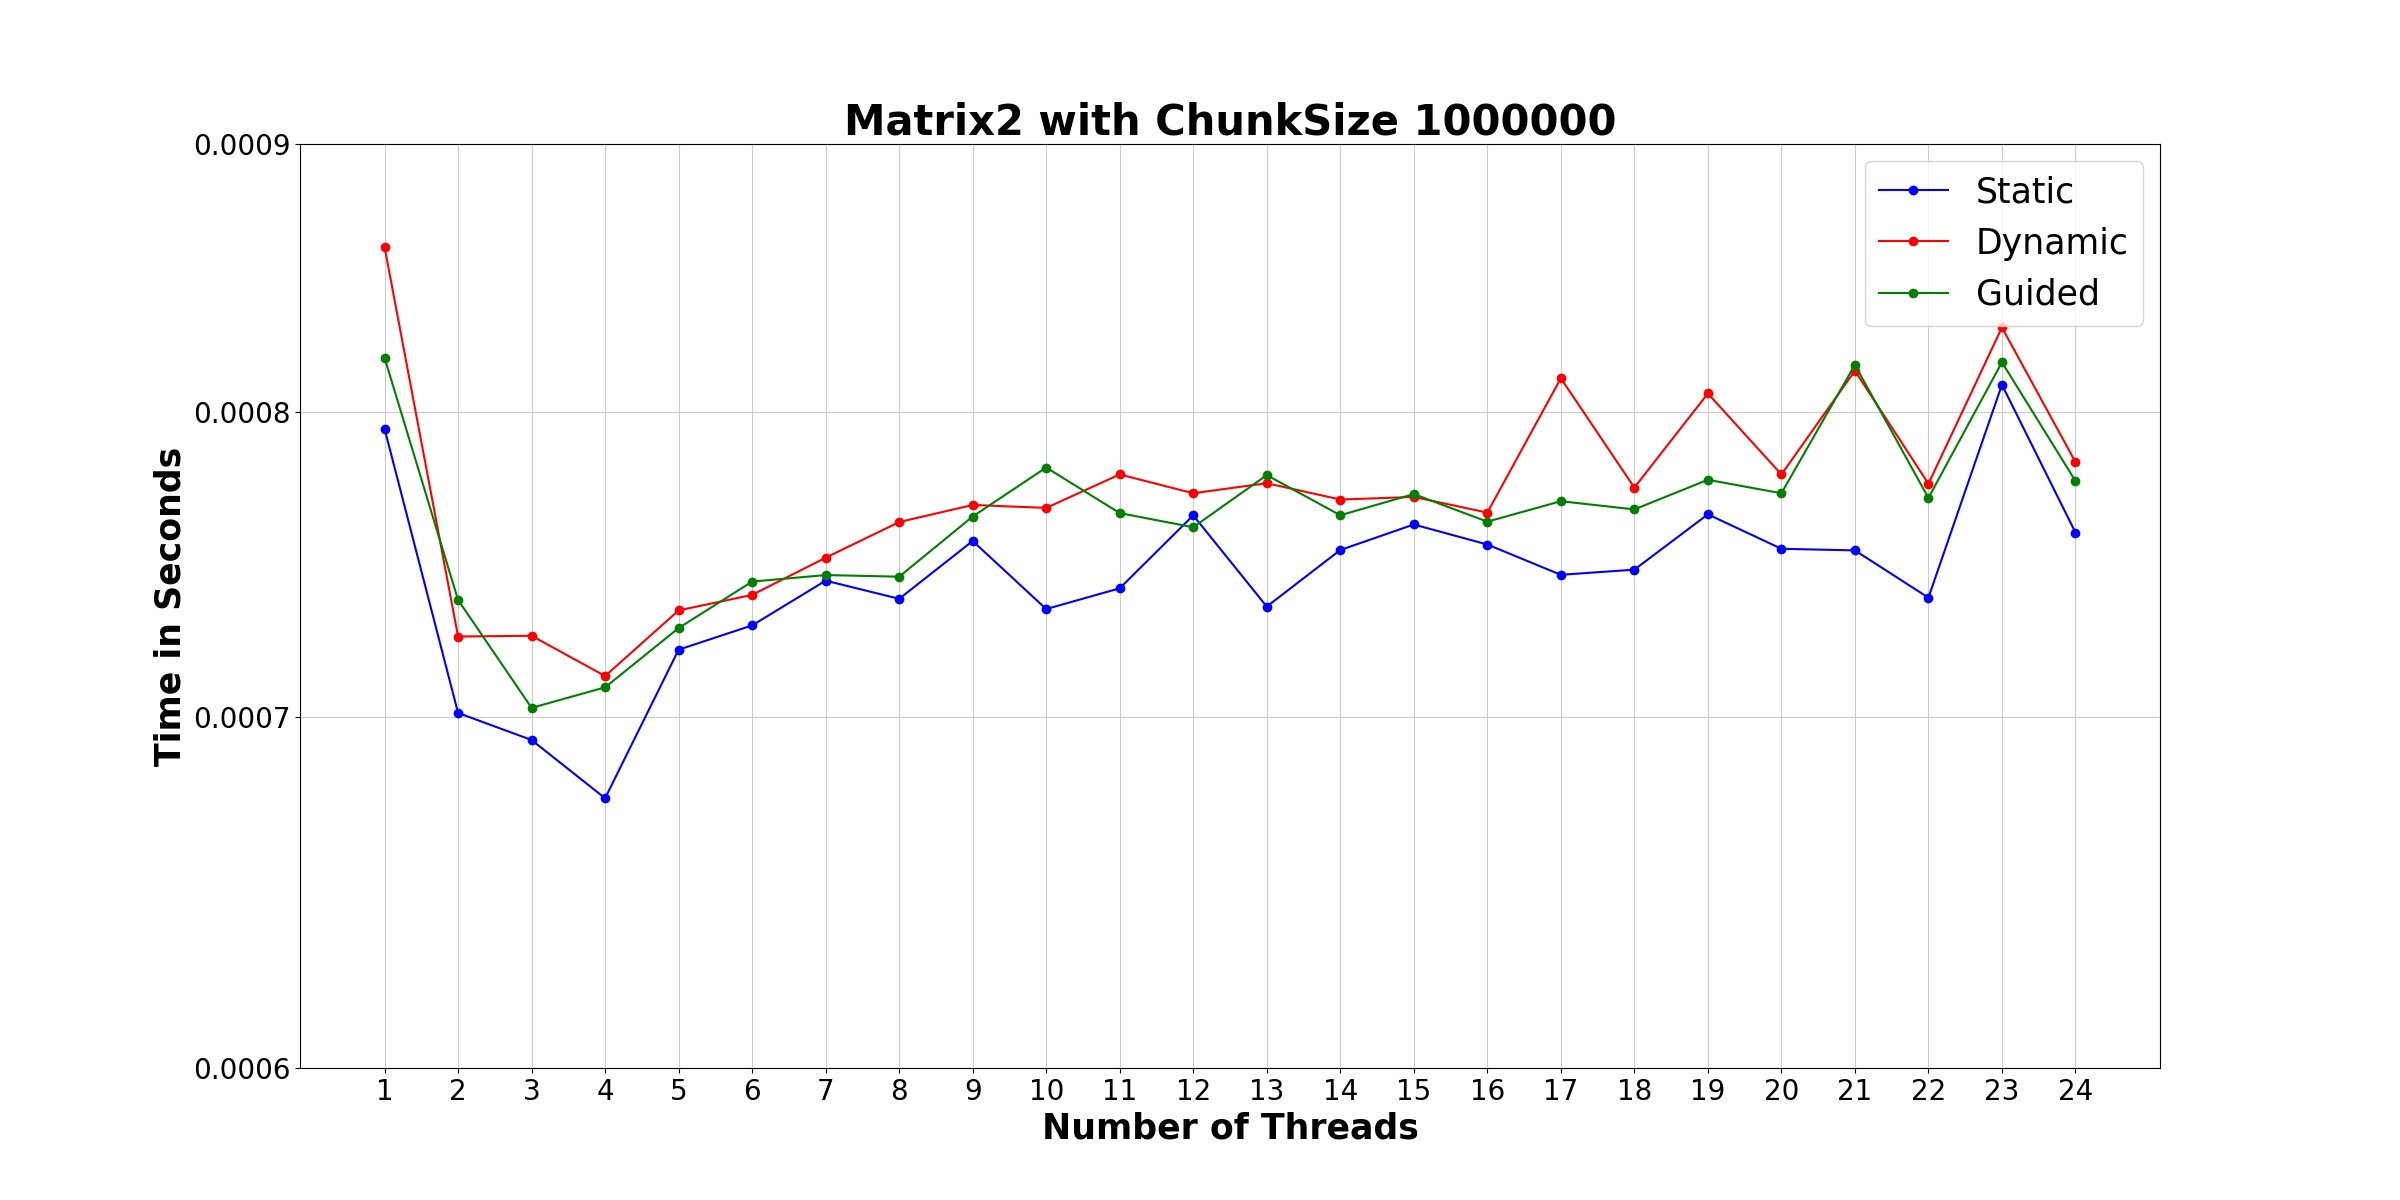 Matrix2 with ChunkSize 1000000
0.0009
0.0008
0.0007
0.0006
Time in Seconds
Static
Dynamic
Guided
1 2 3 4 5 6 7 8 9 10 11 12 13 14 15 16 17 18 19 20 21 22 23 24
Number of Threads